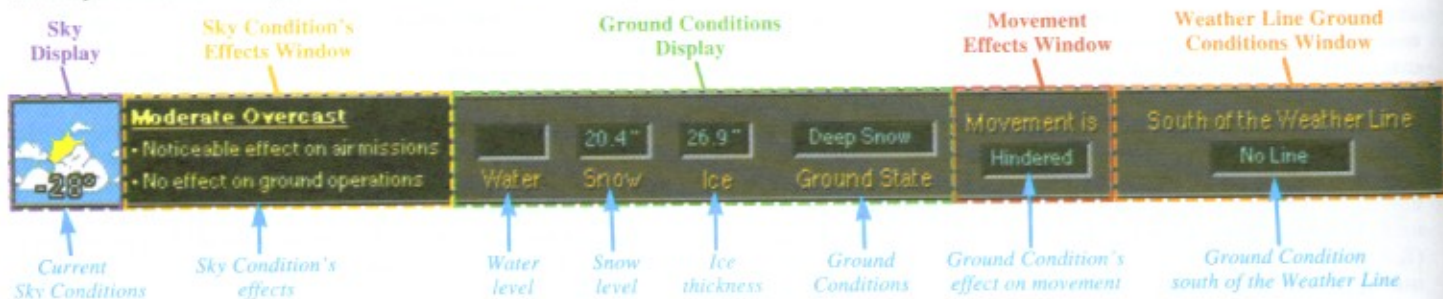 Sky
Display
Sky Condition's
Effects Window
Ground Conditions
Display
Movement
Effects Window
Weather Line Ground
Conditions Window
-28°
Moderate Overcast
• Noticeable effect on air missions
• No effect on ground operations
20.4"
26.9"
Deep Snow
Water
Snow
Ice
Ground State
Movement is
Hindered
South of the Weather Line
No Line
Current
Sky Conditions
Sky Condition's
effects
Water
level
Snow
level
Ice
thickness
Ground
Conditions
Ground Condition's
effect on movement
Ground Condition
south of the Weather Line